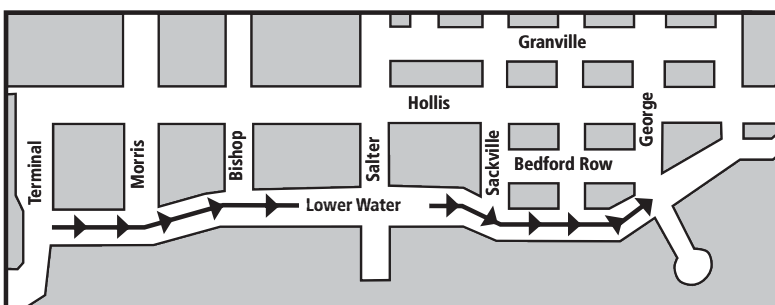 Granville
Hollis
Terminal
Morris
Bishop
Salter
Sackville
George
Bedford Row
Lower Water